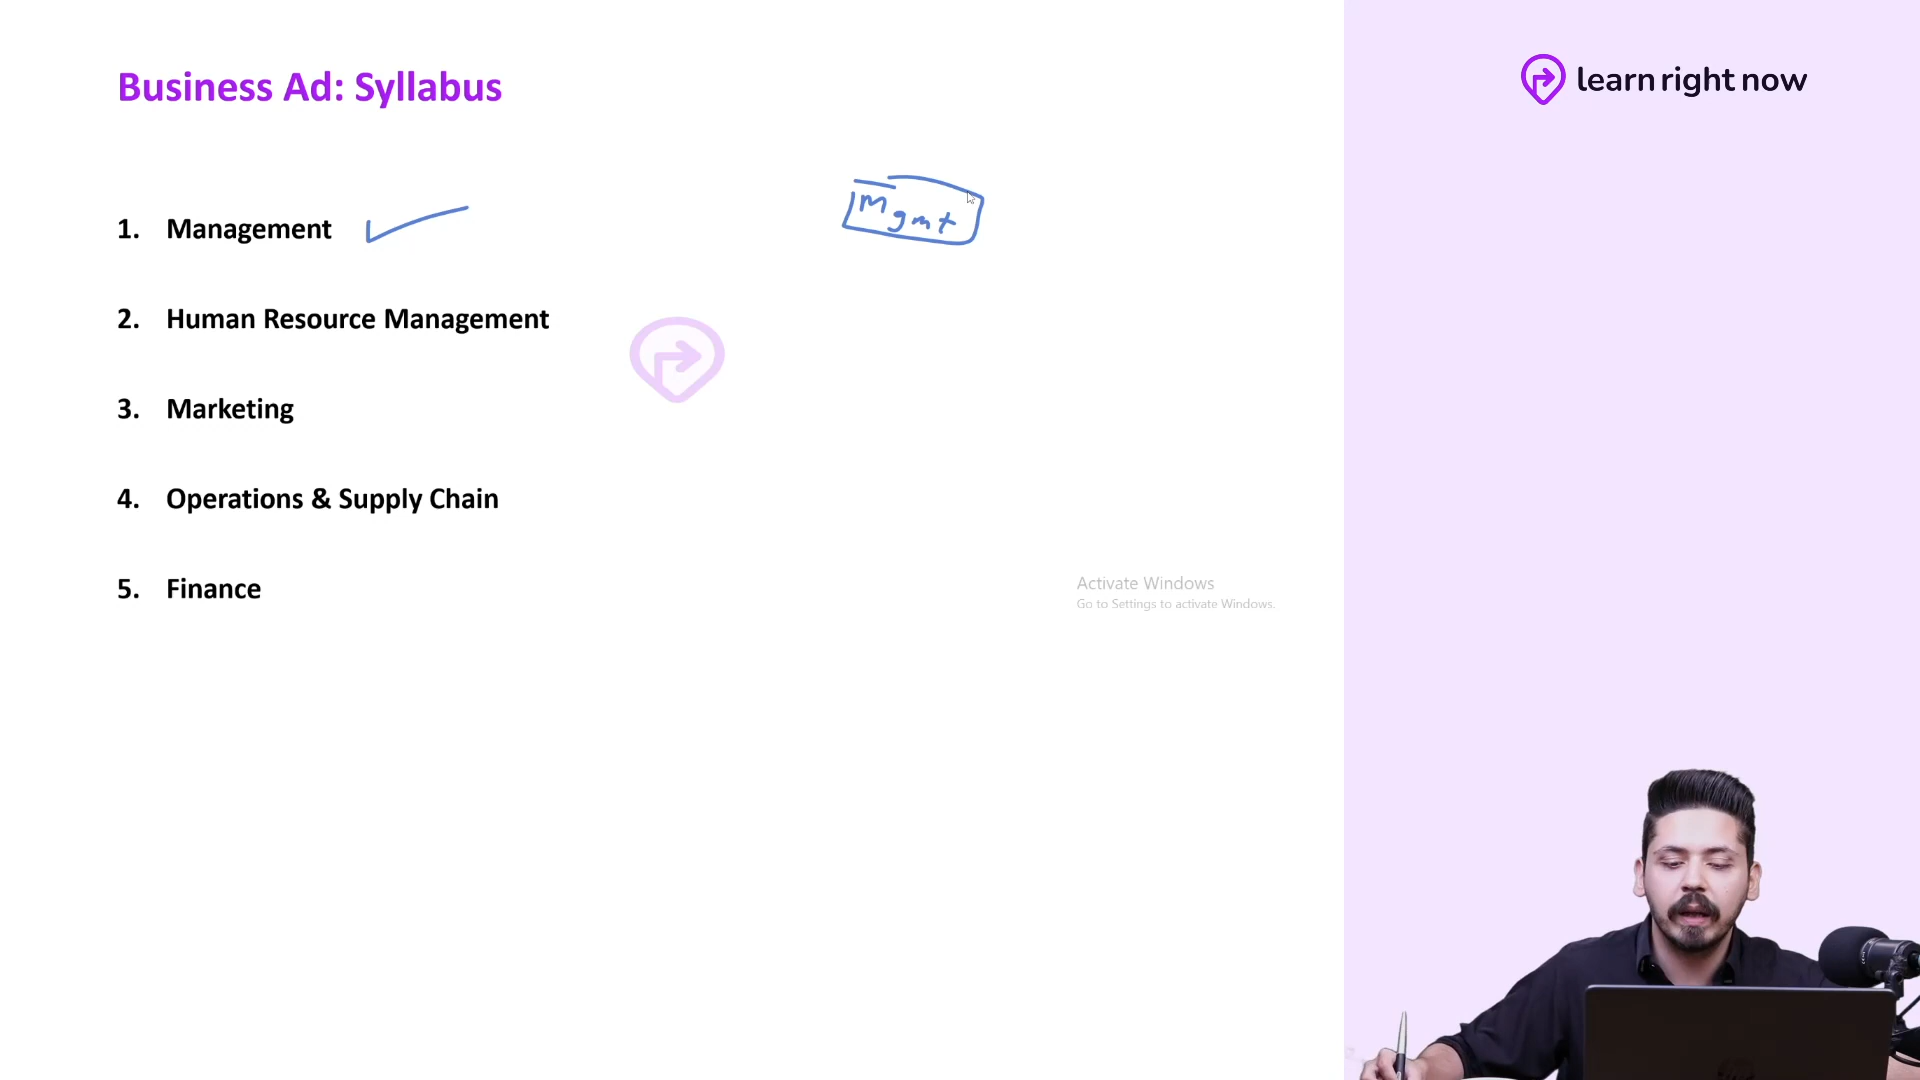 Business Ad: Syllabus
learn right now
Mgmt
1. Management
2. Human Resource Management
3. Marketing
4. Operations & Supply Chain
5. Finance
Activate Windows
Go to Settings to activate Windows.